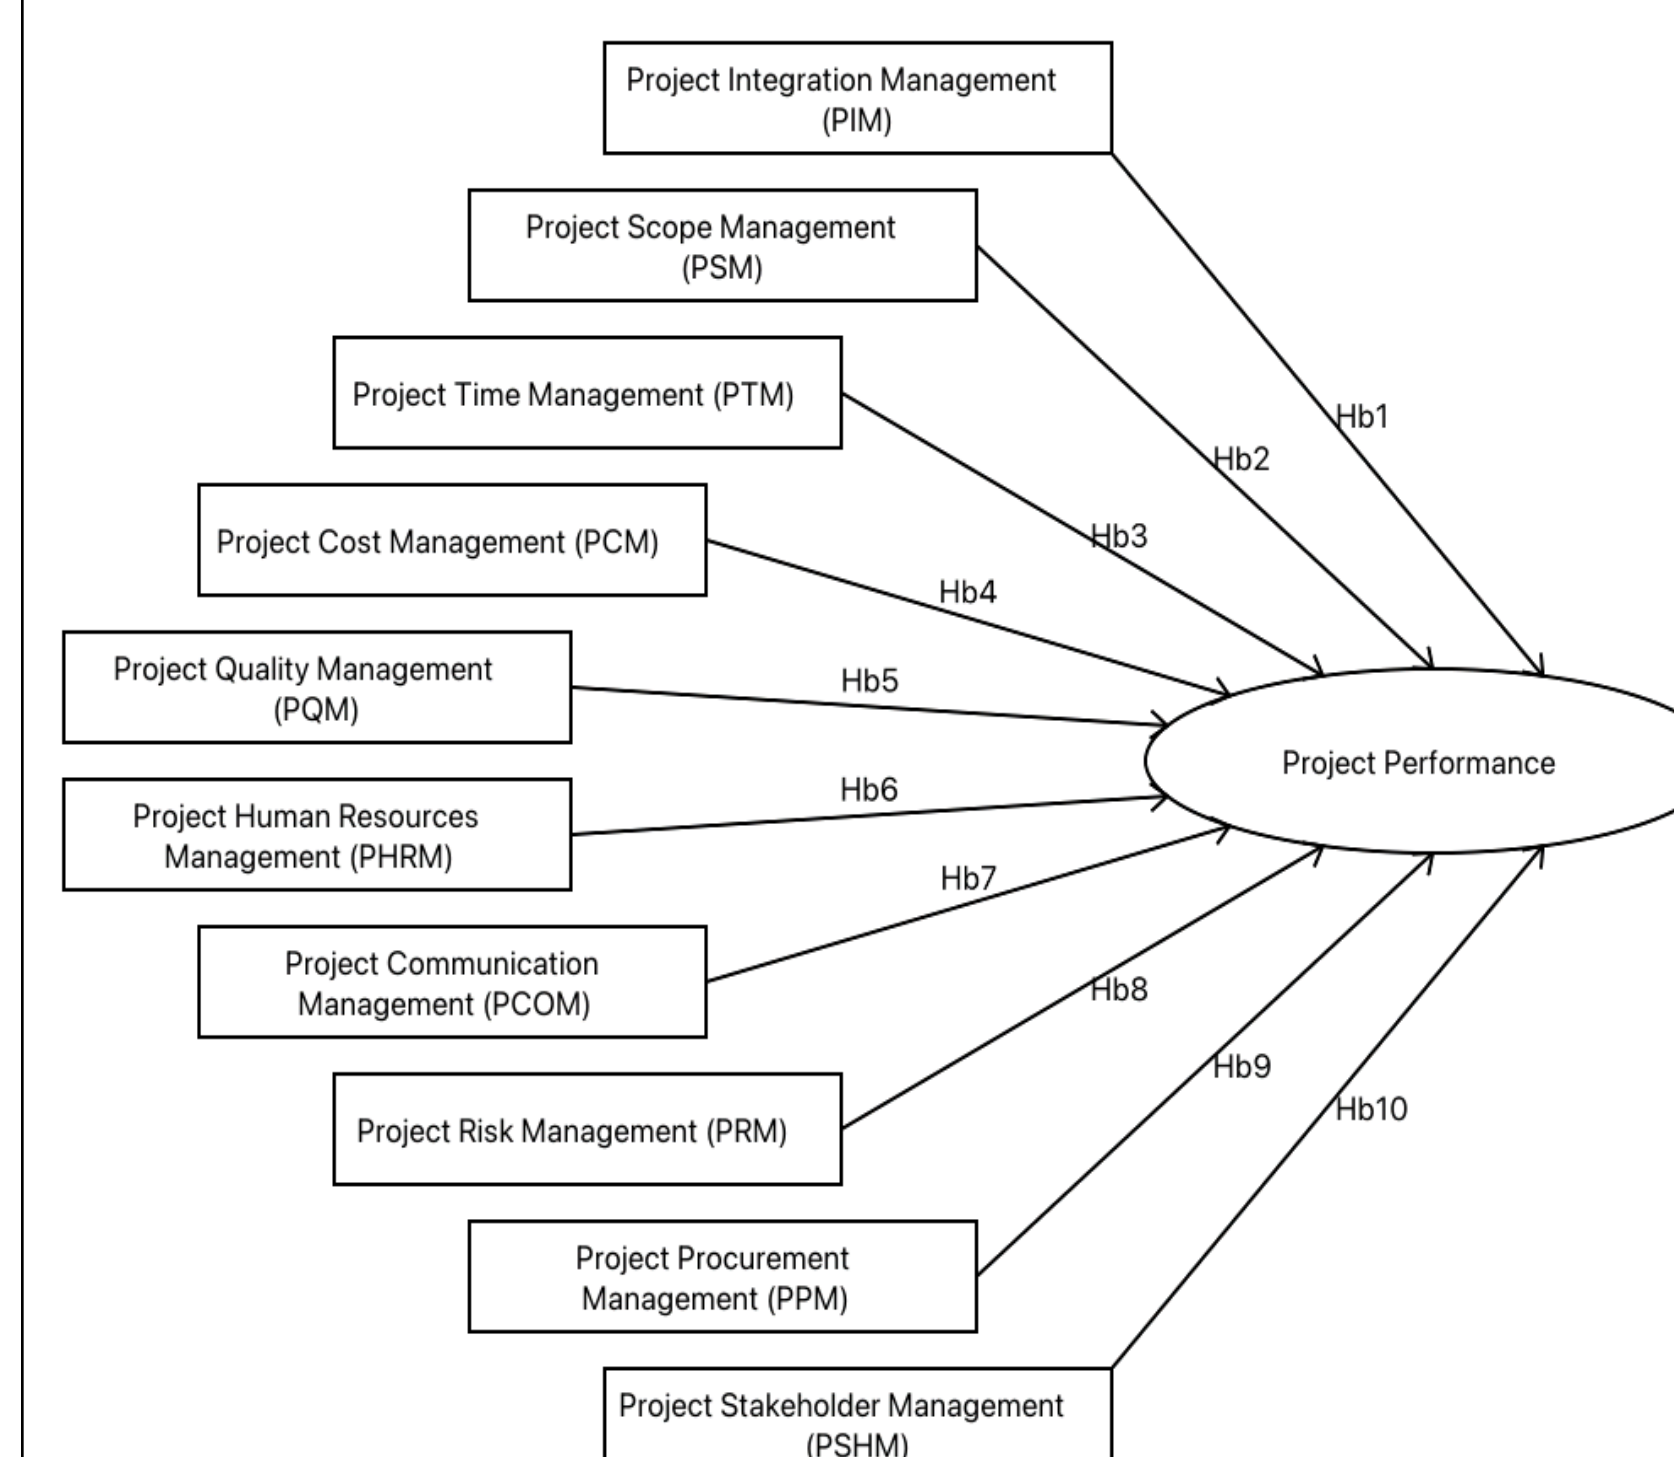 Project Integration Management
(PIM)
Project Scope Management
(PSM)
Project Time Management (PTM)
Hb1
Hb2
Hb3
Project Cost Management (PCM)
Hb4
Project Quality Management
(PQM)
Hb5
Project Performance
Hb6
Project Human Resources
Management (PHRM)
Hb7
Project Communication
Management (PCOM)
Hb8
Hb9
Hb10
Project Risk Management (PRM)
Project Procurement
Management (PPM)
Project Stakeholder Management
(PSHM)